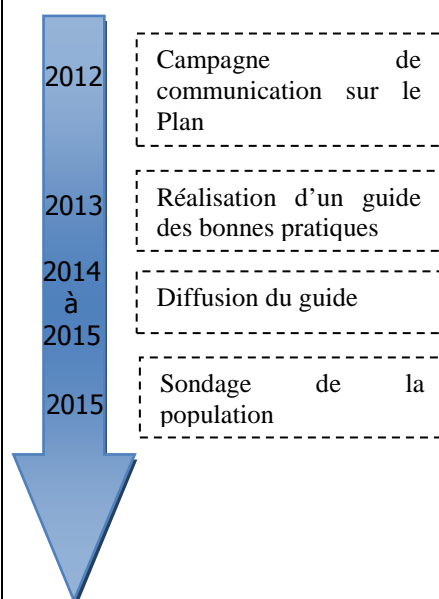 2012
Campagne de
communication sur le
Plan
2013
Réalisation d'un guide
des bonnes pratiques
2014
à
2015
Diffusion du guide
2015
Sondage de la
population